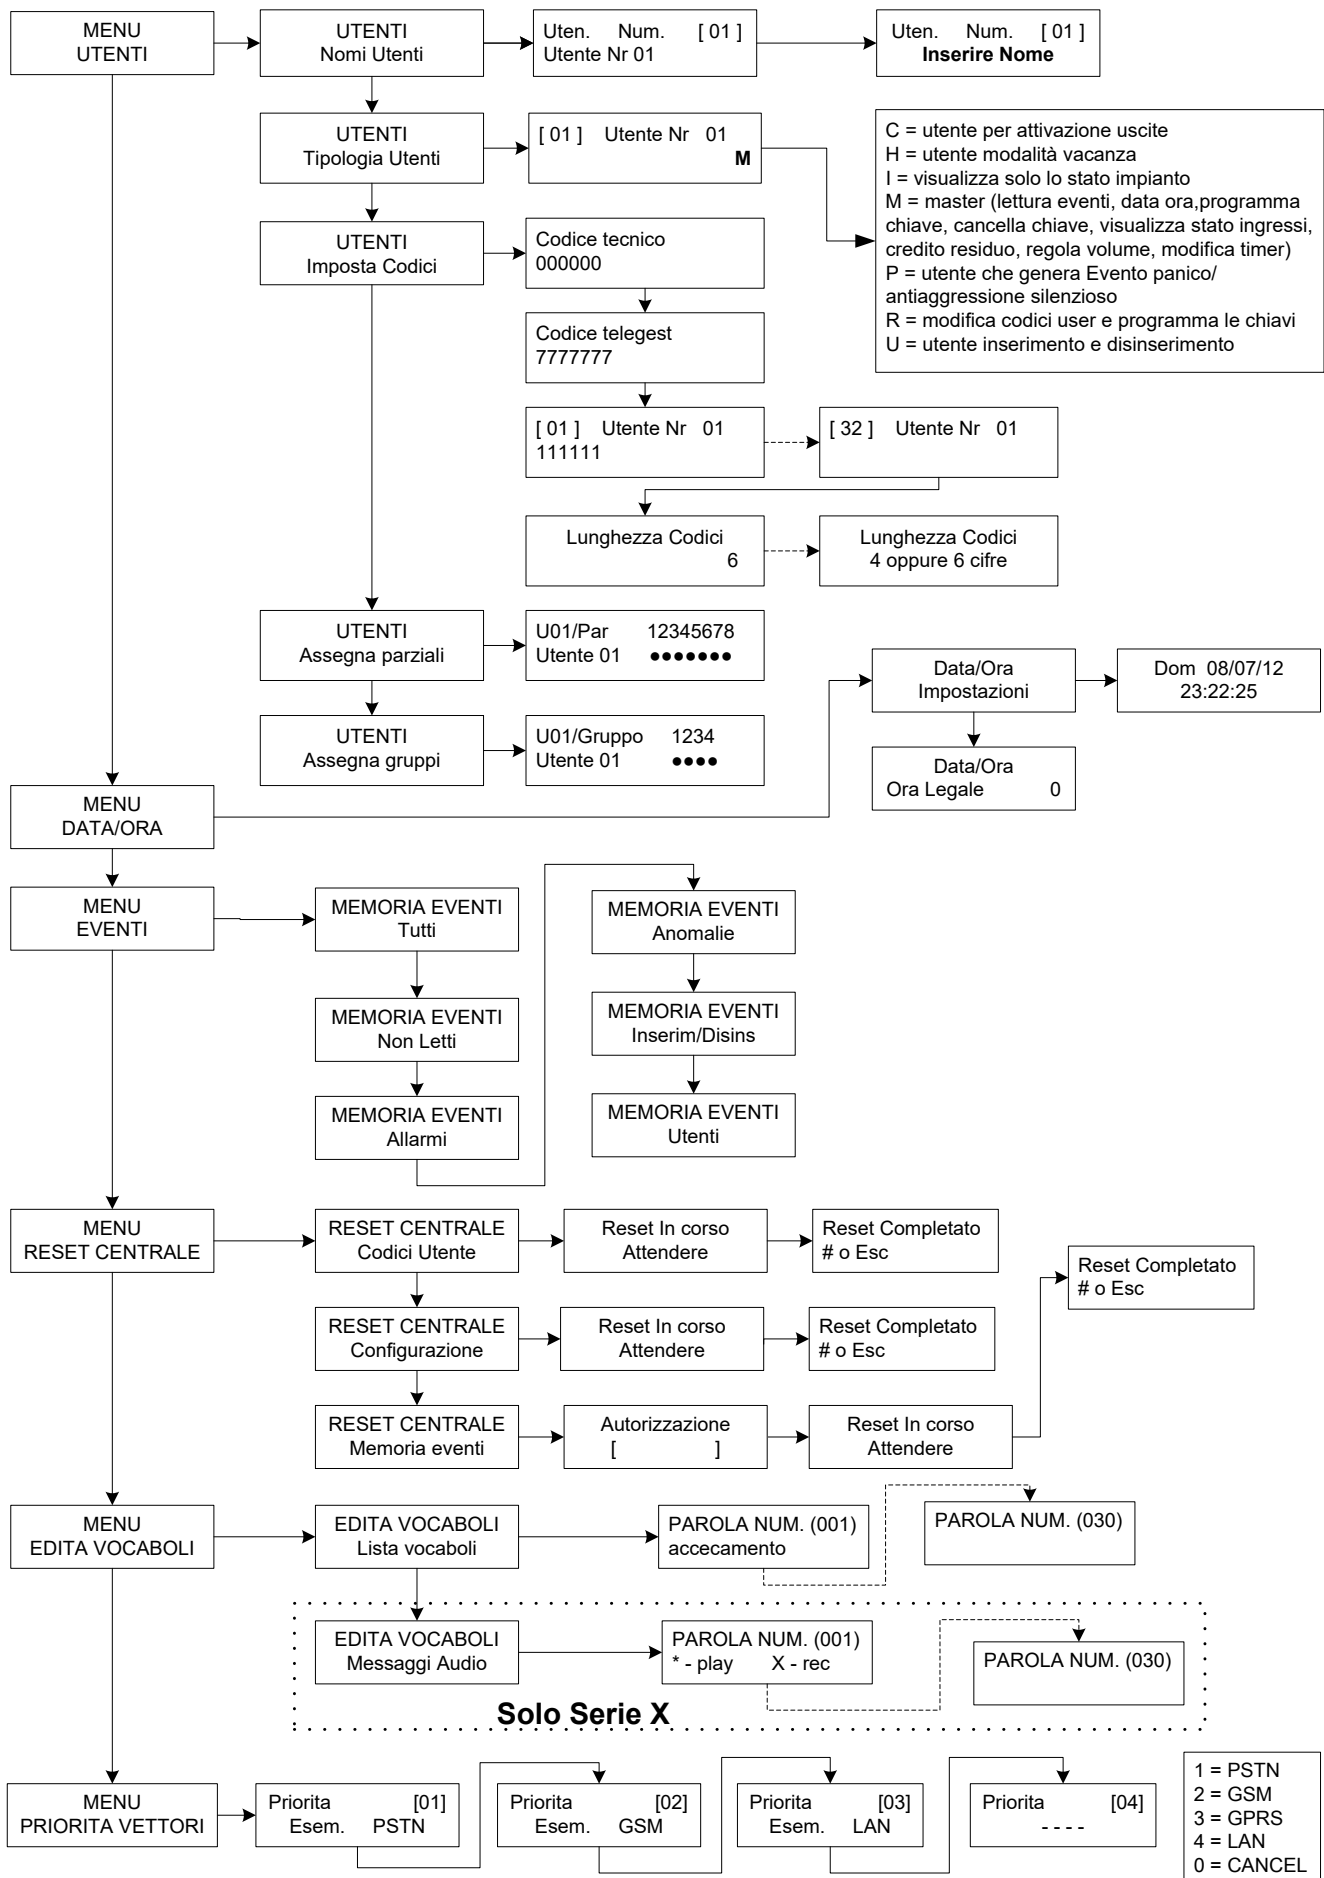 MENU
UTENTI
UTENTI
Nomi Utenti
Uten. Num. [ 01 ]
Utente Nr 01
Uten. Num. [ 01 ]
Inserire Nome
UTENTI
Tipologia Utenti
[ 01 ] Utente Nr 01
M
C = utente per attivazione uscite
H = utente modalità vacanza
I = visualizza solo lo stato impianto
M = master (lettura eventi, data ora,programma
chiave, cancella chiave, visualizza stato ingressi,
credito residuo, regola volume, modifica timer)
P = utente che genera Evento panico/
antiaggressione silenzioso
R = modifica codici user e programma le chiavi
U = utente inserimento e disinserimento
UTENTI
Imposta Codici
Codice tecnico
000000
Codice telegest
7777777
[ 01 ] Utente Nr 01
111111
[ 32 ] Utente Nr 01
Lunghezza Codici
6
Lunghezza Codici
4 oppure 6 cifre
UTENTI
Assegna parziali
U01/Par 12345678
Utente 01 ●●●●●●●
UTENTI
Assegna gruppi
U01/Gruppo 1234
Utente 01 ●●●●
Data/Ora
Impostazioni
Dom 08/07/12
23:22:25
Data/Ora
Ora Legale 0
MENU
DATA/ORA
MENU
EVENTI
MEMORIA EVENTI
Tutti
MEMORIA EVENTI
Non Letti
MEMORIA EVENTI
Allarmi
MEMORIA EVENTI
Anomalie
MEMORIA EVENTI
Inserim/Disins
MEMORIA EVENTI
Utenti
MENU
RESET CENTRALE
RESET CENTRALE
Codici Utente
Reset In corso
Attendere
Reset Completato
# o Esc
RESET CENTRALE
Configurazione
Reset In corso
Attendere
Reset Completato
# o Esc
RESET CENTRALE
Memoria eventi
Autorizzazione
[ ]
Reset In corso
Attendere
Reset Completato
# o Esc
MENU
EDITA VOCABOLI
EDITA VOCABOLI
Lista vocaboli
PAROLA NUM. (001)
accecamento
PAROLA NUM. (030)
EDITA VOCABOLI
Messaggi Audio
PAROLA NUM. (001)
* - play X - rec
PAROLA NUM. (030)
Solo Serie X
MENU
PRIORITA VETTORI
Priorita [01]
Esem. PSTN
Priorita [02]
Esem. GSM
Priorita [03]
Esem. LAN
Priorita [04]
- - - -
1 = PSTN
2 = GSM
3 = GPRS
4 = LAN
0 = CANCEL